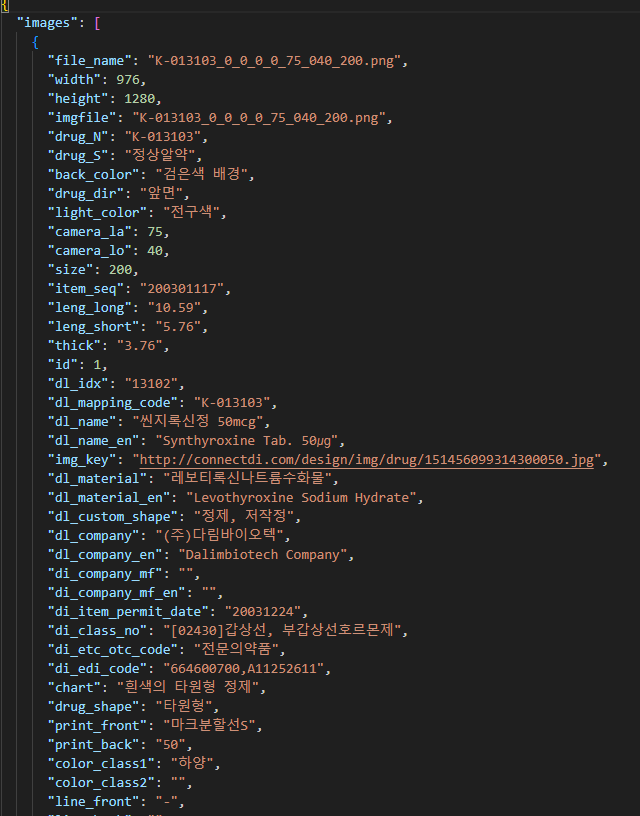 {
"images": [
{
"file_name": "K-013103_0_0_0_0_75_040_200.png",
"width": 976,
"height": 1280,
"imgfile": "K-013103_0_0_0_0_75_040_200.png",
"drug_N": "K-013103",
"drug_S": "정상알약",
"back_color": "검은색 배경",
"drug_dir": "앞면",
"light_color": "전구색",
"camera_la": 75,
"camera_lo": 40,
"size": 200,
"item_seq": "200301117",
"leng_long": "10.59",
"leng_short": "5.76",
"thick": "3.76",
"id": 1,
"dl_idx": "13102",
"dl_mapping_code": "K-013103",
"dl_name": "씬지록신정 50mcg",
"dl_name_en": "Synthyroxine Tab. 50μg",
"img_key": "http://connectdi.com/design/img/drug/151456099314300050.jpg",
"dl_material": "레보티록신나트륨수화물",
"dl_material_en": "Levothyroxine Sodium Hydrate",
"dl_custom_shape": "정제, 저작정",
"dl_company": "(주)다림바이오텍",
"dl_company_en": "Dalimbiotech Company",
"di_company_mf": "",
"di_company_mf_en": "",
"di_item_permit_date": "20031224",
"di_class_no": "[02430]갑상선, 부갑상선호르몬제",
"di_etc_otc_code": "전문의약품",
"di_edi_code": "664600700,A11252611",
"chart": "흰색의 타원형 정제",
"drug_shape": "타원형",
"print_front": "마크분할선S",
"print_back": "50",
"color_class1": "하양",
"color_class2": "",
"line_front": "-",